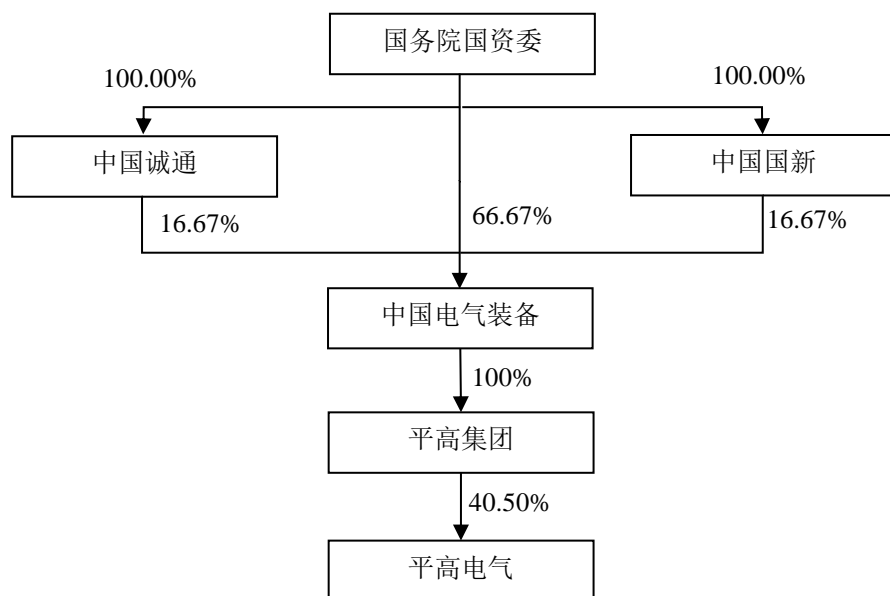 国务院国资委
100.00%
100.00%
中国诚通
中国国新
16.67%
66.67%
16.67%
中国电气装备
100%
平高集团
40.50%
平高电气